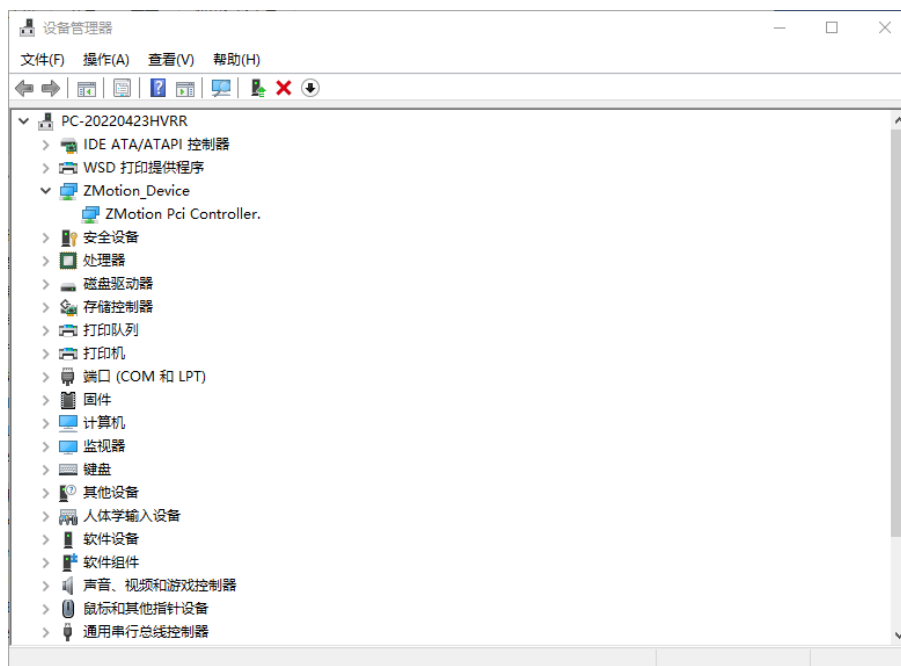 设备管理器
文件(F) 操作(A) 查看(V) 帮助(H)
PC-20220423HVRR
IDE ATA/ATAPI 控制器
WSD 打印提供程序
ZMotion_Device
ZMotion Pci Controller.
安全设备
处理器
磁盘驱动器
存储控制器
打印队列
打印机
端口 (COM 和 LPT)
固件
计算机
监视器
键盘
其他设备
人体学输入设备
软件设备
软件组件
声音、视频和游戏控制器
鼠标和其他指针设备
通用串行总线控制器